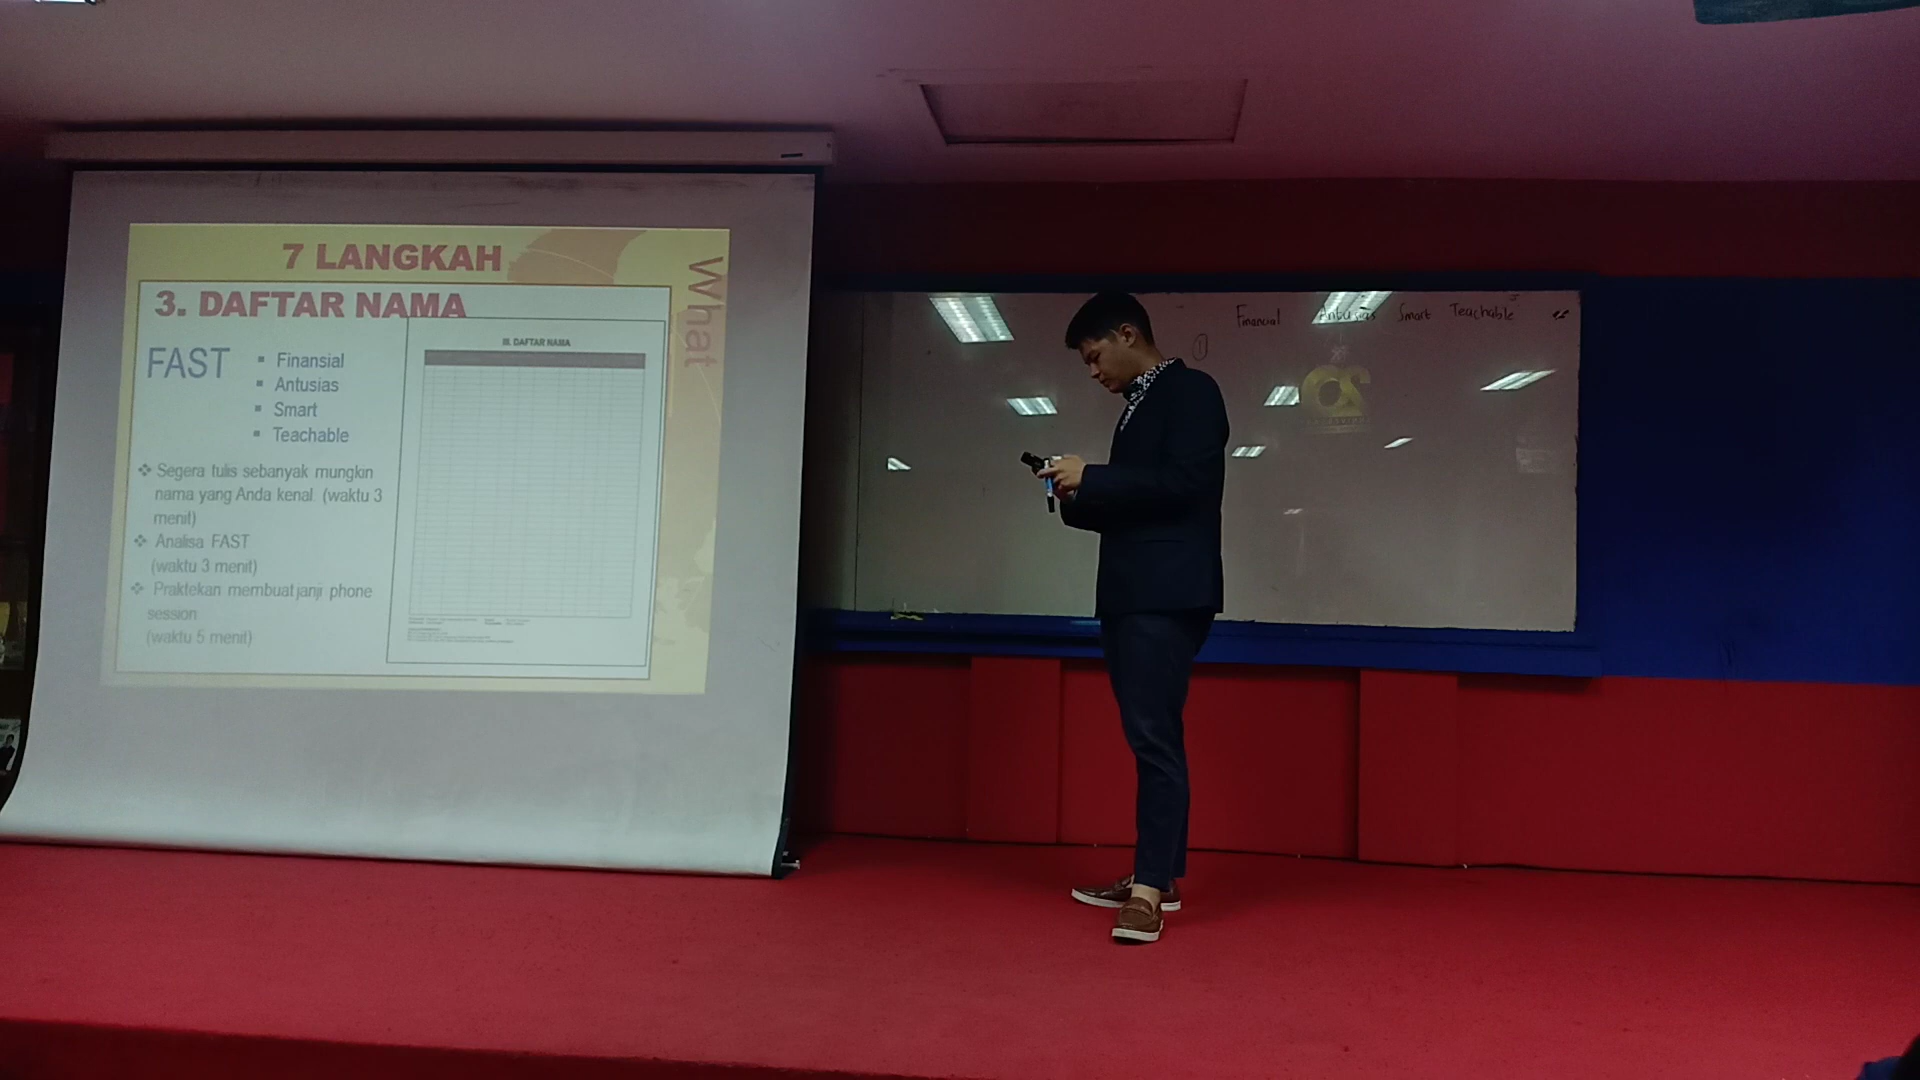 7 LANGKAH
What
3. DAFTAR NAMA
FAST
Finansial
Antusias
Smart
Teachable
Segera tulis sebanyak mungkin
nama yang Anda kenal. (waktu 3
menit)
Analisa FAST
(waktu 3 menit)
Praktekan membuat janji phone
session
(waktu 5 menit)
III. DAFTAR NAMA
Financial Antusias Smart Teachable
1